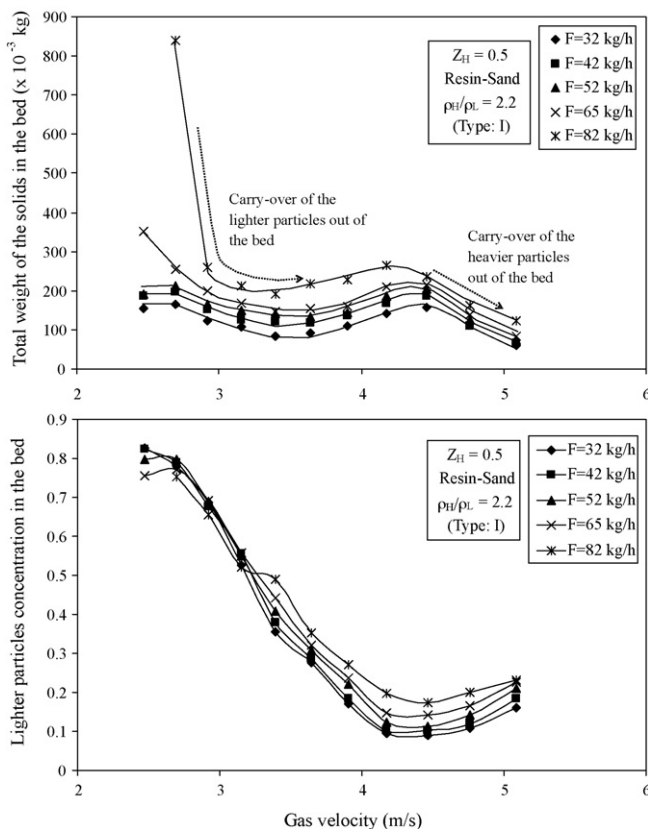 Total weight of the solids in the bed (x 10⁻³ kg)
900
800
700
600
500
400
300
200
100
0
2
3
4
5
6
Z_H = 0.5
Resin-Sand
ρ_H/ρ_L = 2.2
(Type: I)
F=32 kg/h
F=42 kg/h
F=52 kg/h
F=65 kg/h
F=82 kg/h
Carry-over of the
lighter particles out of
the bed
Carry-over of the
heavier particles
out of the bed
Lighter particles concentration in the bed
0.9
0.8
0.7
0.6
0.5
0.4
0.3
0.2
0.1
0
2
3
4
5
6
Z_H = 0.5
Resin-Sand
ρ_H/ρ_L = 2.2
(Type: I)
F=32 kg/h
F=42 kg/h
F=52 kg/h
F=65 kg/h
F=82 kg/h
Gas velocity (m/s)